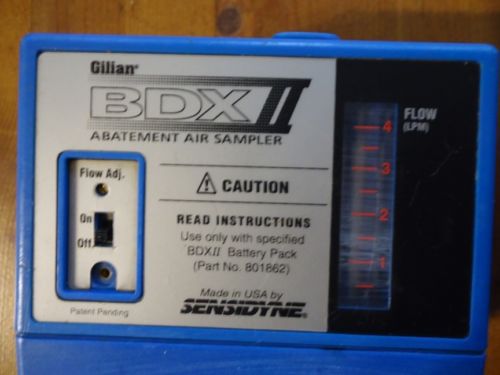 Gilian®
BDX II
ABATEMENT AIR SAMPLER
Flow Adj.
On
Off
Patent Pending
CAUTION
READ INSTRUCTIONS
Use only with specified
BDXII Battery Pack
(Part No. 801862)
Made in USA by
SENSIDYNE®
FLOW
(LPM)
4
3
2
1